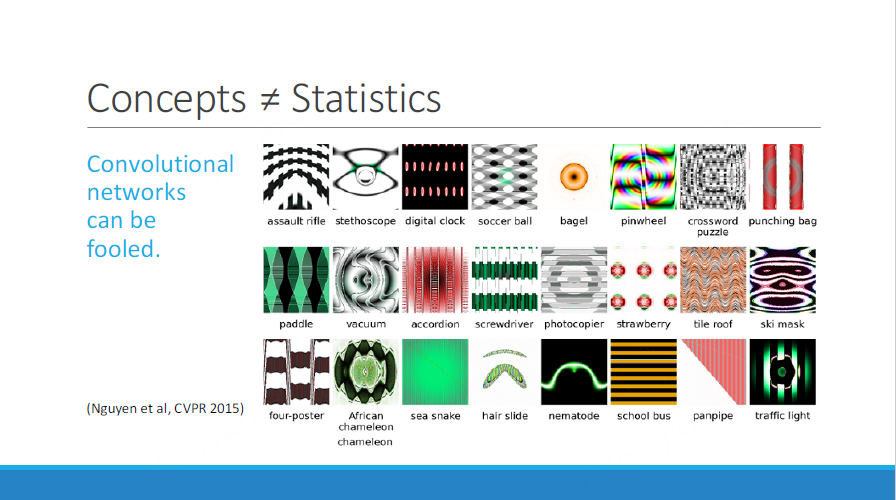 Concepts ≠ Statistics
Convolutional
networks
can be
fooled.
assault rifle stethoscope digital clock soccer ball bagel pinwheel crossword puzzle punching bag
paddle vacuum accordion screwdriver photocopier strawberry tile roof ski mask
four-poster African chameleon sea snake hair slide nematode school bus panpipe traffic light
chameleon
(Nguyen et al, CVPR 2015)